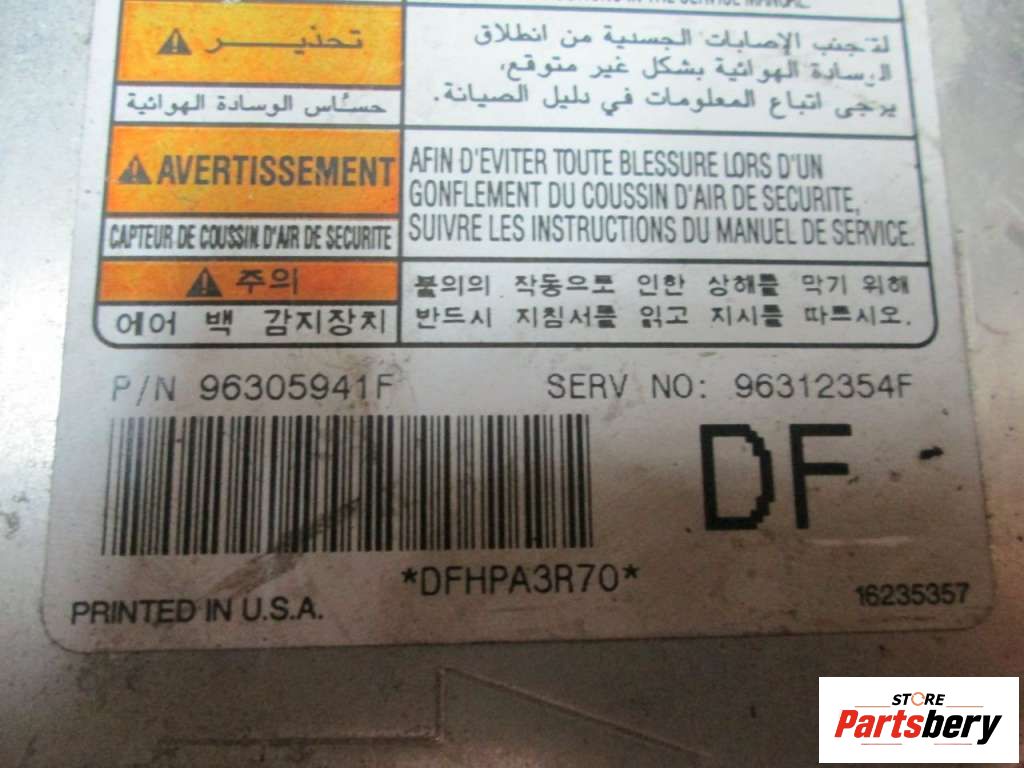 IN THE SERVICE MANUAL.
تحذيـــر
حساس الوسادة الهوائية
لتجنب الإصابات الجسدية من انطلاق
الوسادة الهوائية بشكل غير متوقع،
يرجى اتباع المعلومات في دليل الصيانة.
AVERTISSEMENT
CAPTEUR DE COUSSIN D'AIR DE SECURITE
AFIN D'EVITER TOUTE BLESSURE LORS D'UN
GONFLEMENT DU COUSSIN D'AIR DE SECURITE,
SUIVRE LES INSTRUCTIONS DU MANUEL DE SERVICE.
주의
에어 백 감지장치
불의의 작동으로 인한 상해를 막기 위해
반드시 지침서를 읽고 지시를 따르시오.
P/N 96305941F SERV NO: 96312354F
DF
*DFHPA3R70*
PRINTED IN U.S.A. 16235357
STORE
Partsbery